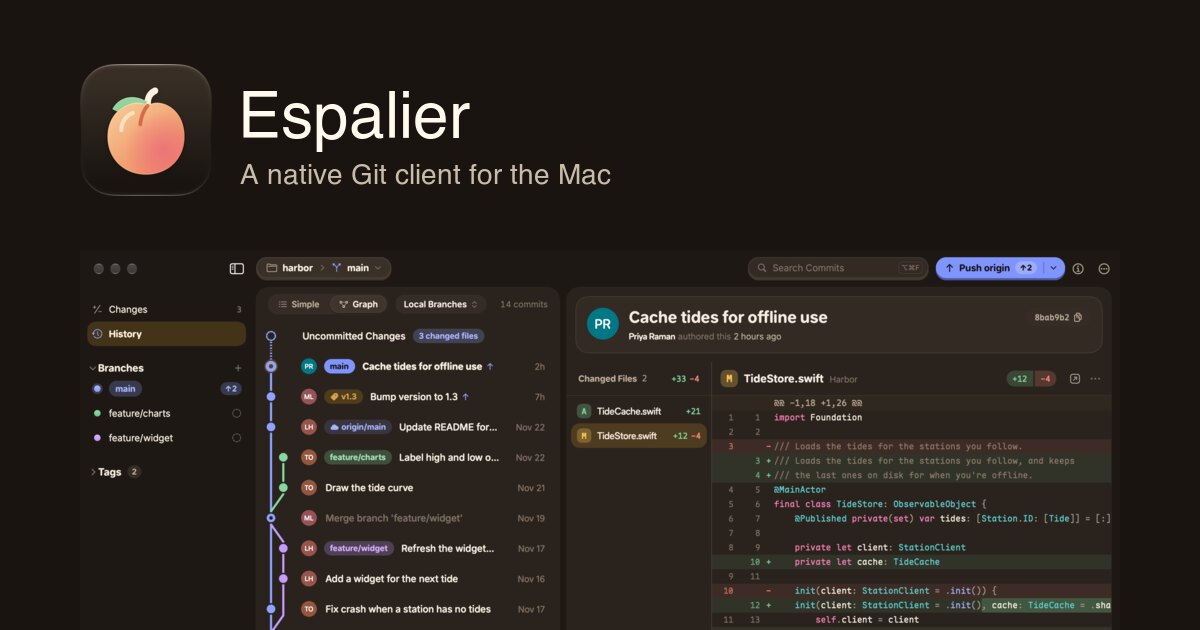 Espalier
A native Git client for the Mac
harbor > main
Search Commits ⌥⌘F
↑ Push origin ↑2
Changes 3
History
Branches +
main ↑2
feature/charts
feature/widget
Tags 2
Simple Graph Local Branches 14 commits
Uncommitted Changes 3 changed files
PR main Cache tides for offline use ↑ 2h
ML v1.3 Bump version to 1.3 ↑ 7h
LH origin/main Update README for... Nov 22
TO feature/charts Label high and low o... Nov 22
TO Draw the tide curve Nov 21
ML Merge branch 'feature/widget' Nov 19
LH feature/widget Refresh the widget... Nov 17
LH Add a widget for the next tide Nov 16
TO Fix crash when a station has no tides Nov 17
PR
Cache tides for offline use
Priya Raman authored this 2 hours ago
8bab9b2
Changed Files 2 +33 −4
A TideCache.swift +21
M TideStore.swift +12 −4
M TideStore.swift Harbor +12 −4
@@ -1,18 +1,26 @@
1 1 import Foundation
2 2
3 - /// Loads the tides for the stations you follow.
3 + /// Loads the tides for the stations you follow, and keeps
4 + /// the last ones on disk for when you're offline.
4 5 @MainActor
5 6 final class TideStore: ObservableObject {
6 7 @Published private(set) var tides: [Station.ID: [Tide]] = [:]
7 8
8 9 private let client: StationClient
10 + private let cache: TideCache
9 11
10 - init(client: StationClient = .init()) {
12 + init(client: StationClient = .init(), cache: TideCache = .sha
11 13 self.client = client